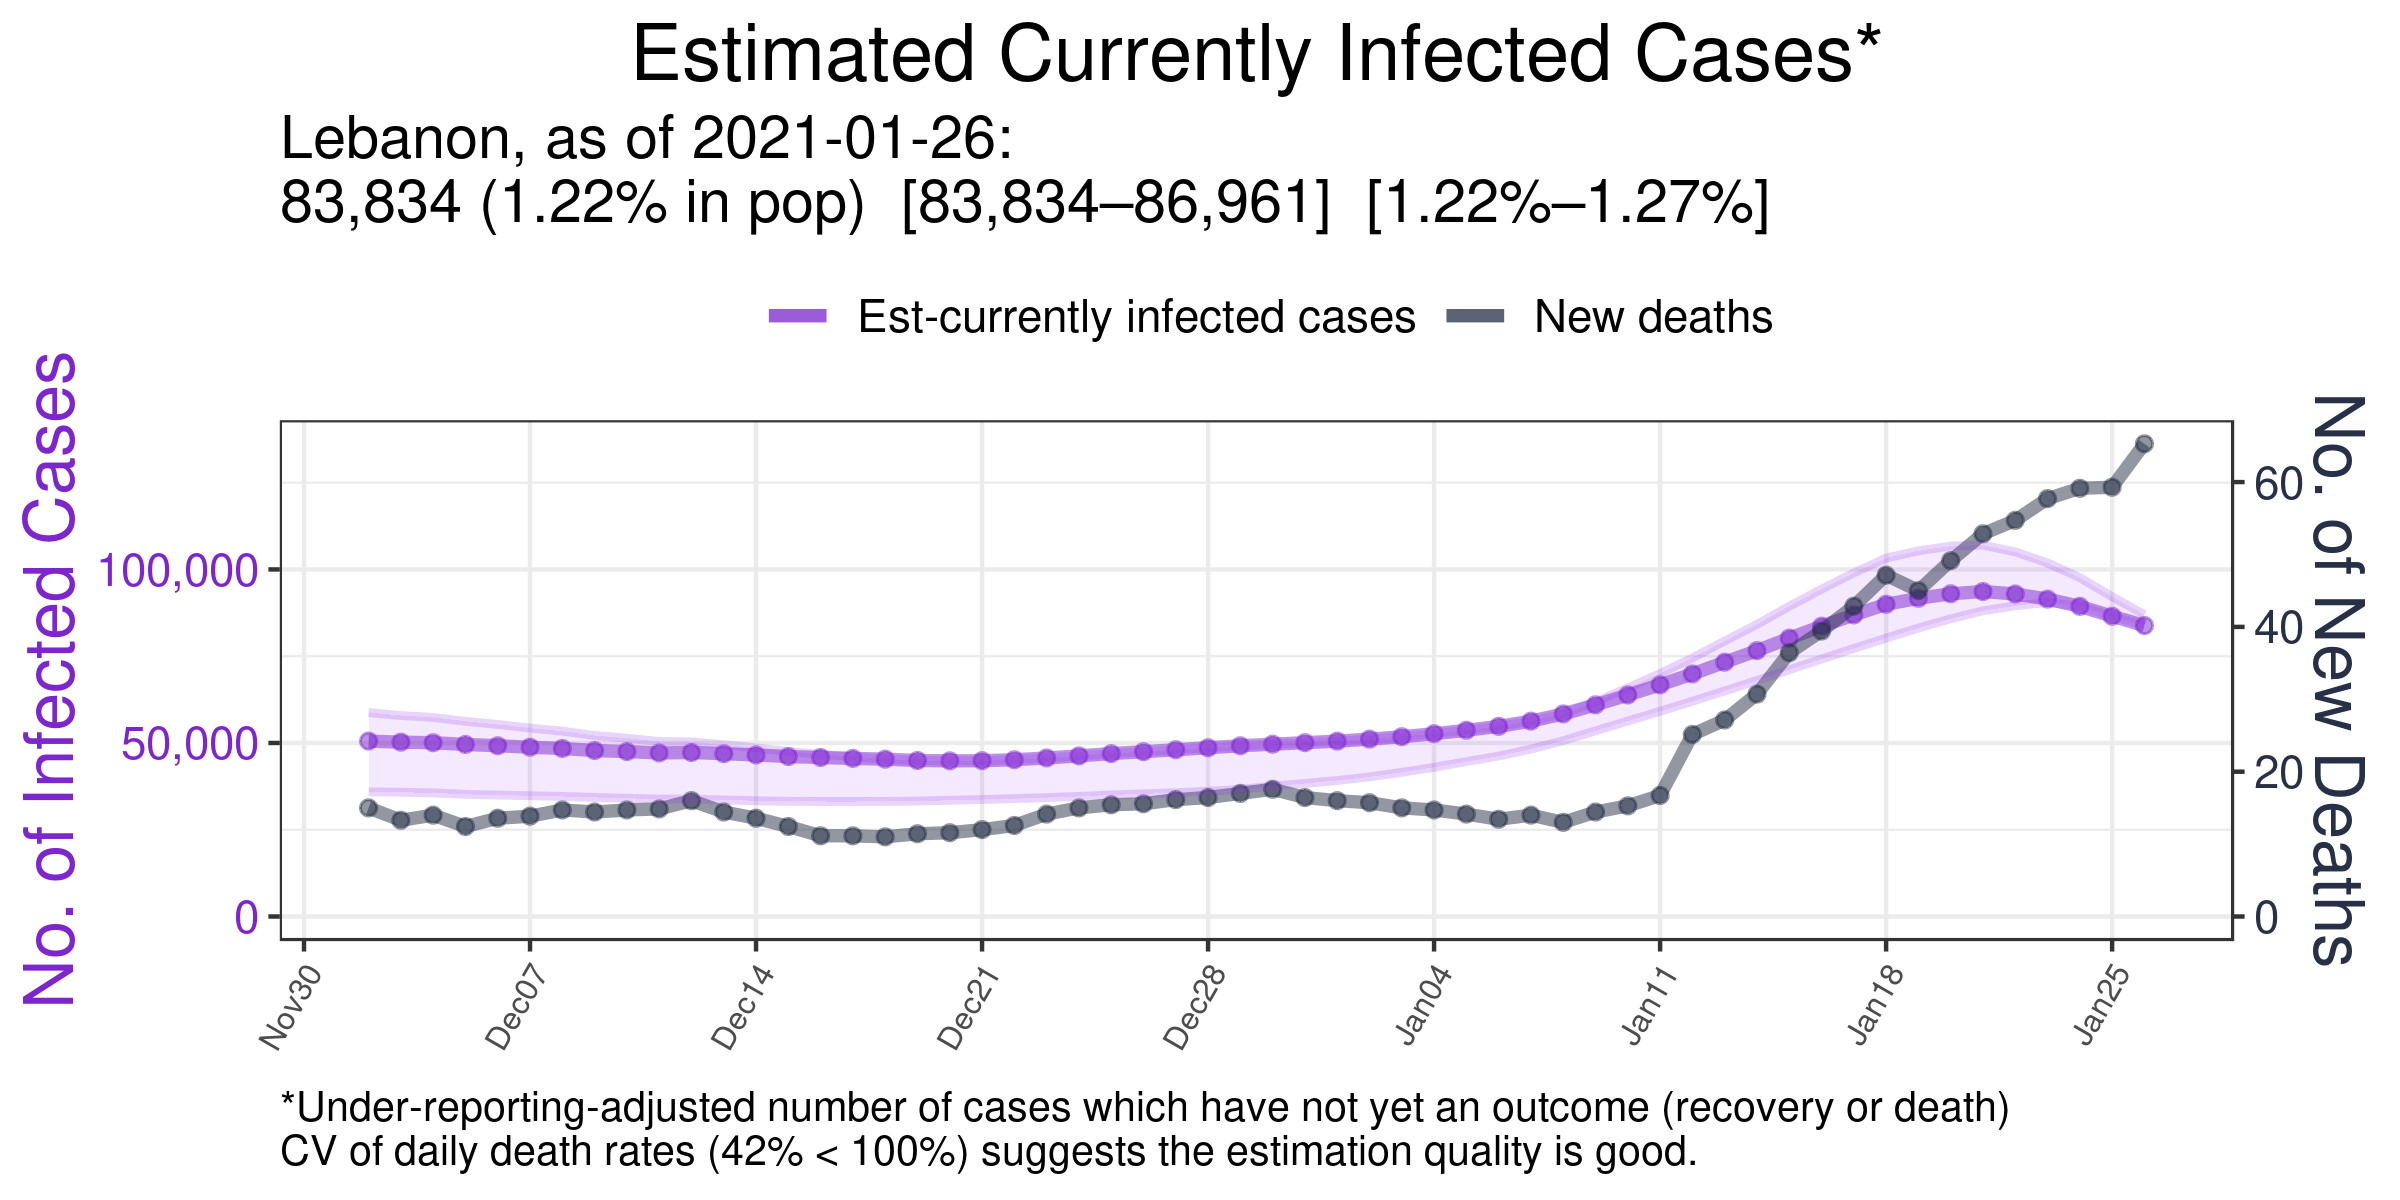 Estimated Currently Infected Cases*
Lebanon, as of 2021-01-26:
83,834 (1.22% in pop) [83,834–86,961] [1.22%–1.27%]
Est-currently infected cases
New deaths
No. of Infected Cases
100,000
50,000
0
60
40
20
0
No. of New Deaths
Nov30
Dec07
Dec14
Dec21
Dec28
Jan04
Jan11
Jan18
Jan25
*Under-reporting-adjusted number of cases which have not yet an outcome (recovery or death)
CV of daily death rates (42% < 100%) suggests the estimation quality is good.